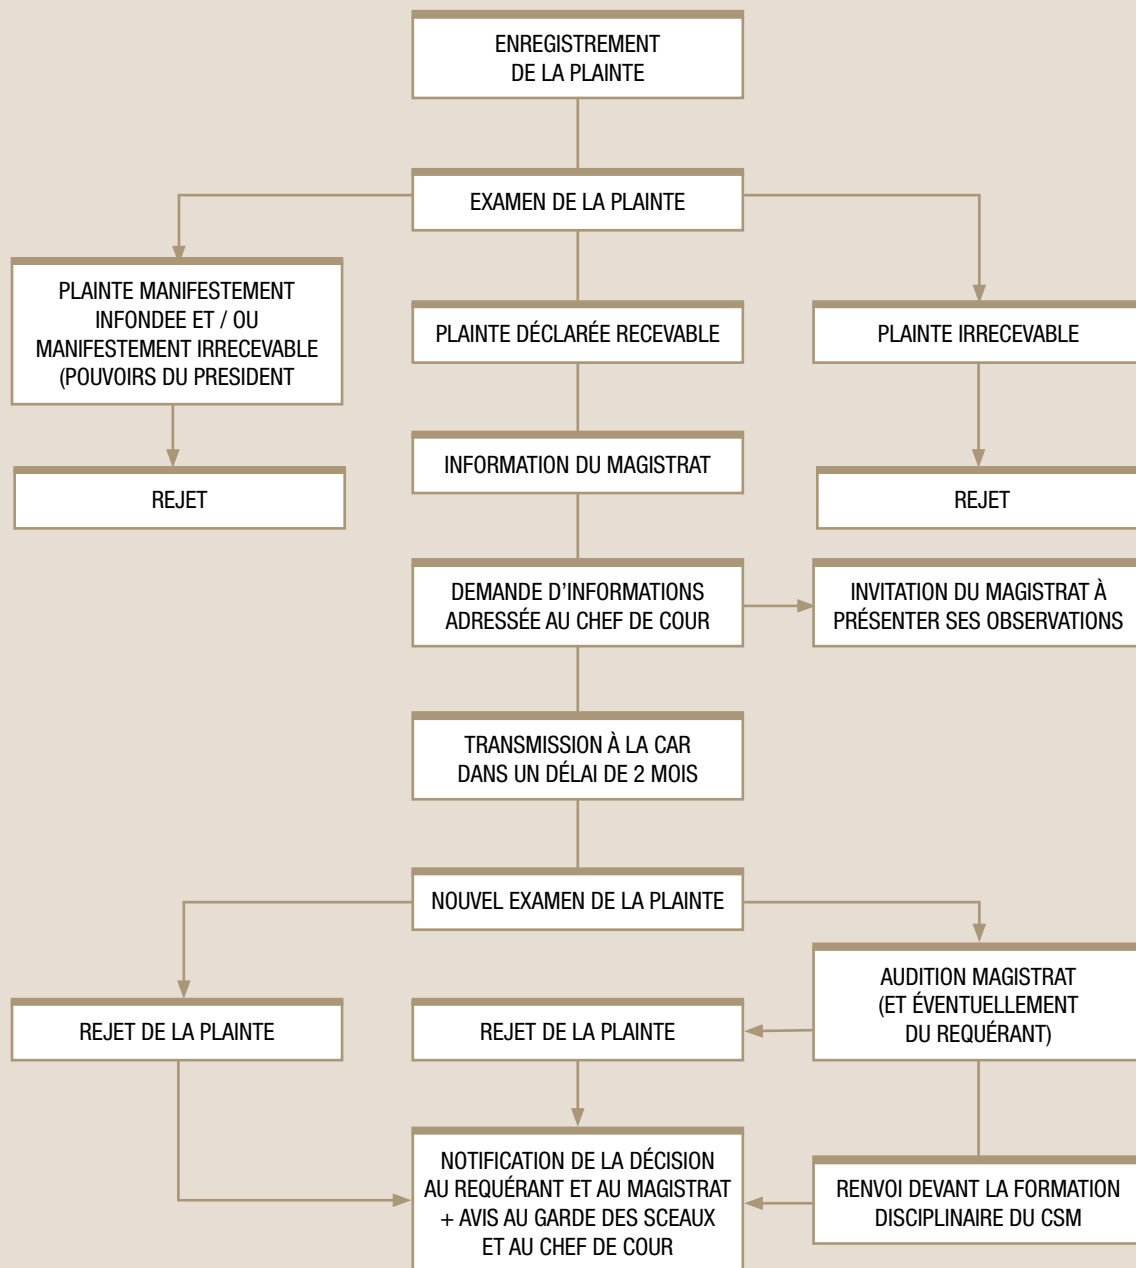 ENREGISTREMENT
DE LA PLAINTE
EXAMEN DE LA PLAINTE
PLAINTE MANIFESTEMENT
INFONDEE ET / OU
MANIFESTEMENT IRRECEVABLE
(POUVOIRS DU PRESIDENT
PLAINTE DÉCLARÉE RECEVABLE
PLAINTE IRRECEVABLE
INFORMATION DU MAGISTRAT
REJET
REJET
DEMANDE D'INFORMATIONS
ADRESSÉE AU CHEF DE COUR
INVITATION DU MAGISTRAT À
PRÉSENTER SES OBSERVATIONS
TRANSMISSION À LA CAR
DANS UN DÉLAI DE 2 MOIS
NOUVEL EXAMEN DE LA PLAINTE
AUDITION MAGISTRAT
(ET ÉVENTUELLEMENT
DU REQUÉRANT)
REJET DE LA PLAINTE
REJET DE LA PLAINTE
NOTIFICATION DE LA DÉCISION
AU REQUÉRANT ET AU MAGISTRAT
+ AVIS AU GARDE DES SCEAUX
ET AU CHEF DE COUR
RENVOI DEVANT LA FORMATION
DISCIPLINAIRE DU CSM